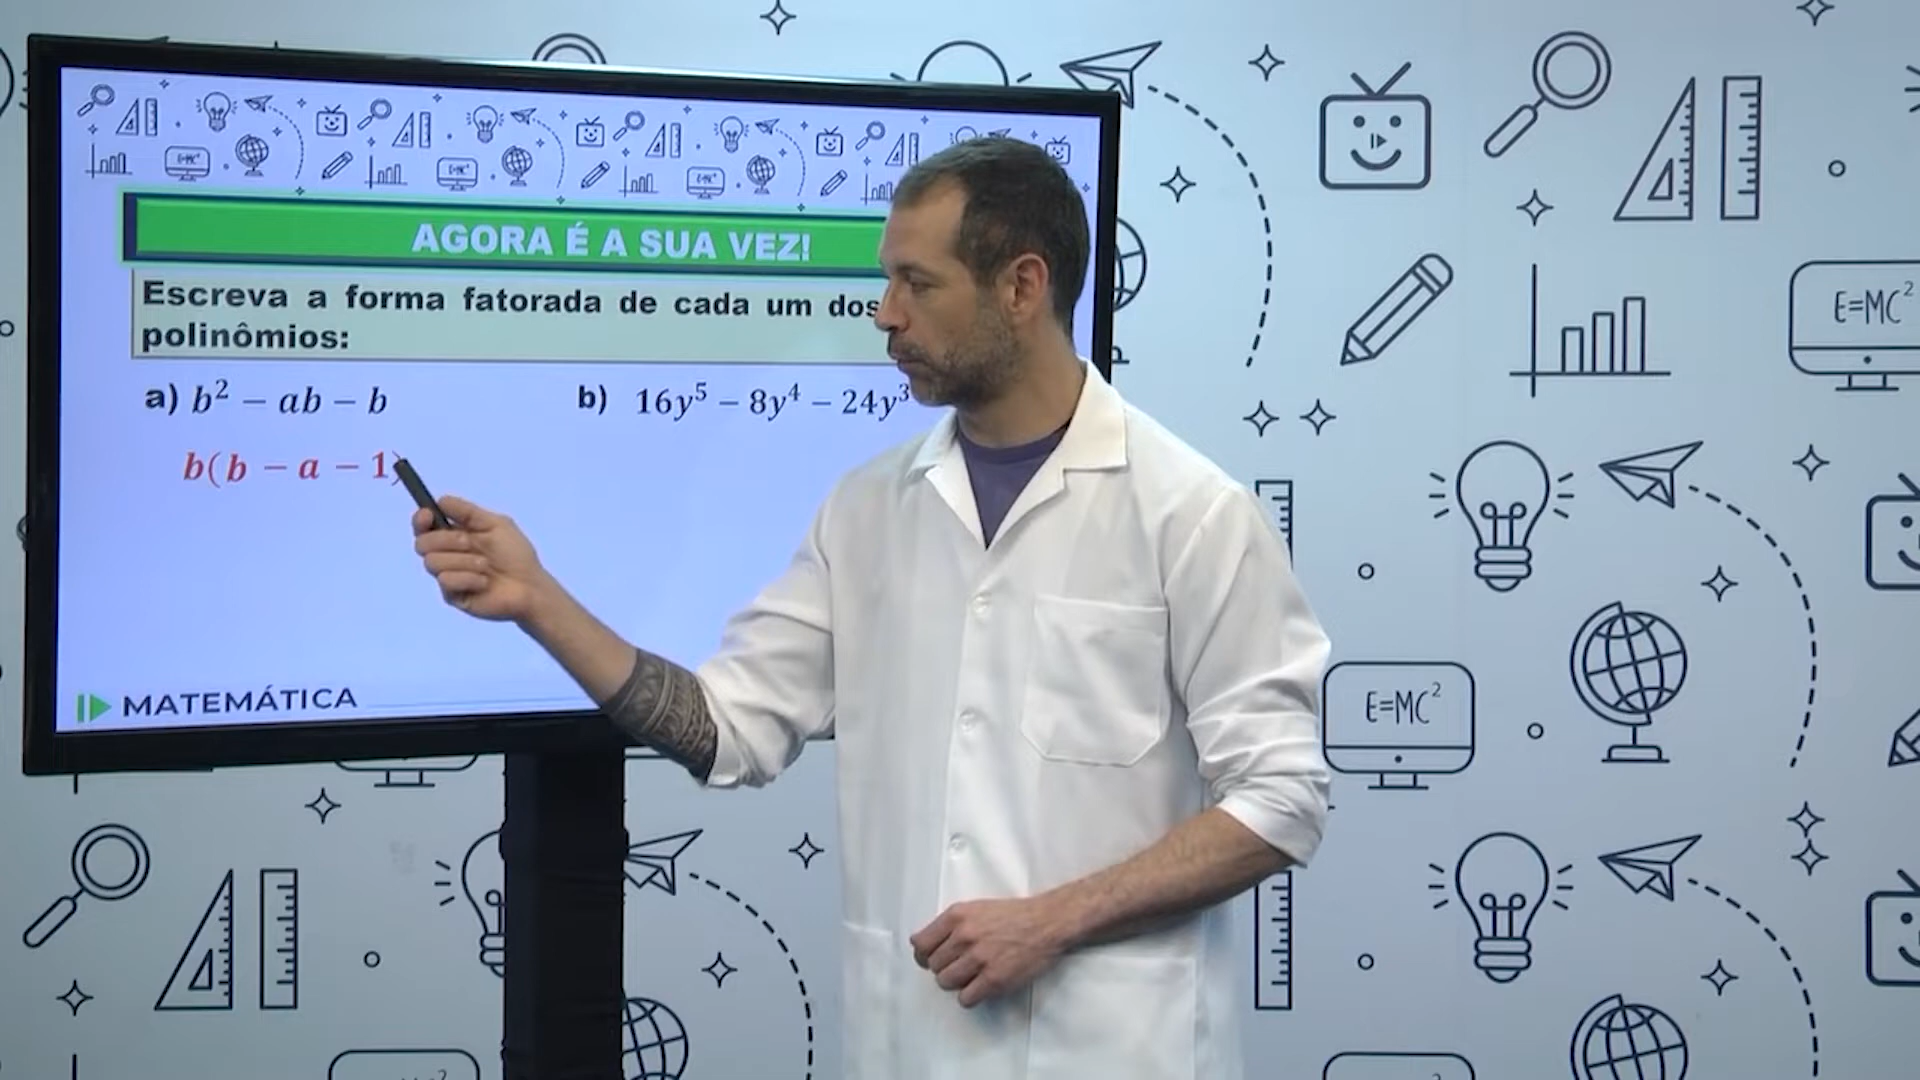 AGORA É A SUA VEZ!
Escreva a forma fatorada de cada um dos
polinômios:
a) b² – ab – b
b) 16y⁵ – 8y⁴ – 24y³
b(b – a – 1)
MATEMÁTICA
E=MC²
E=MC²